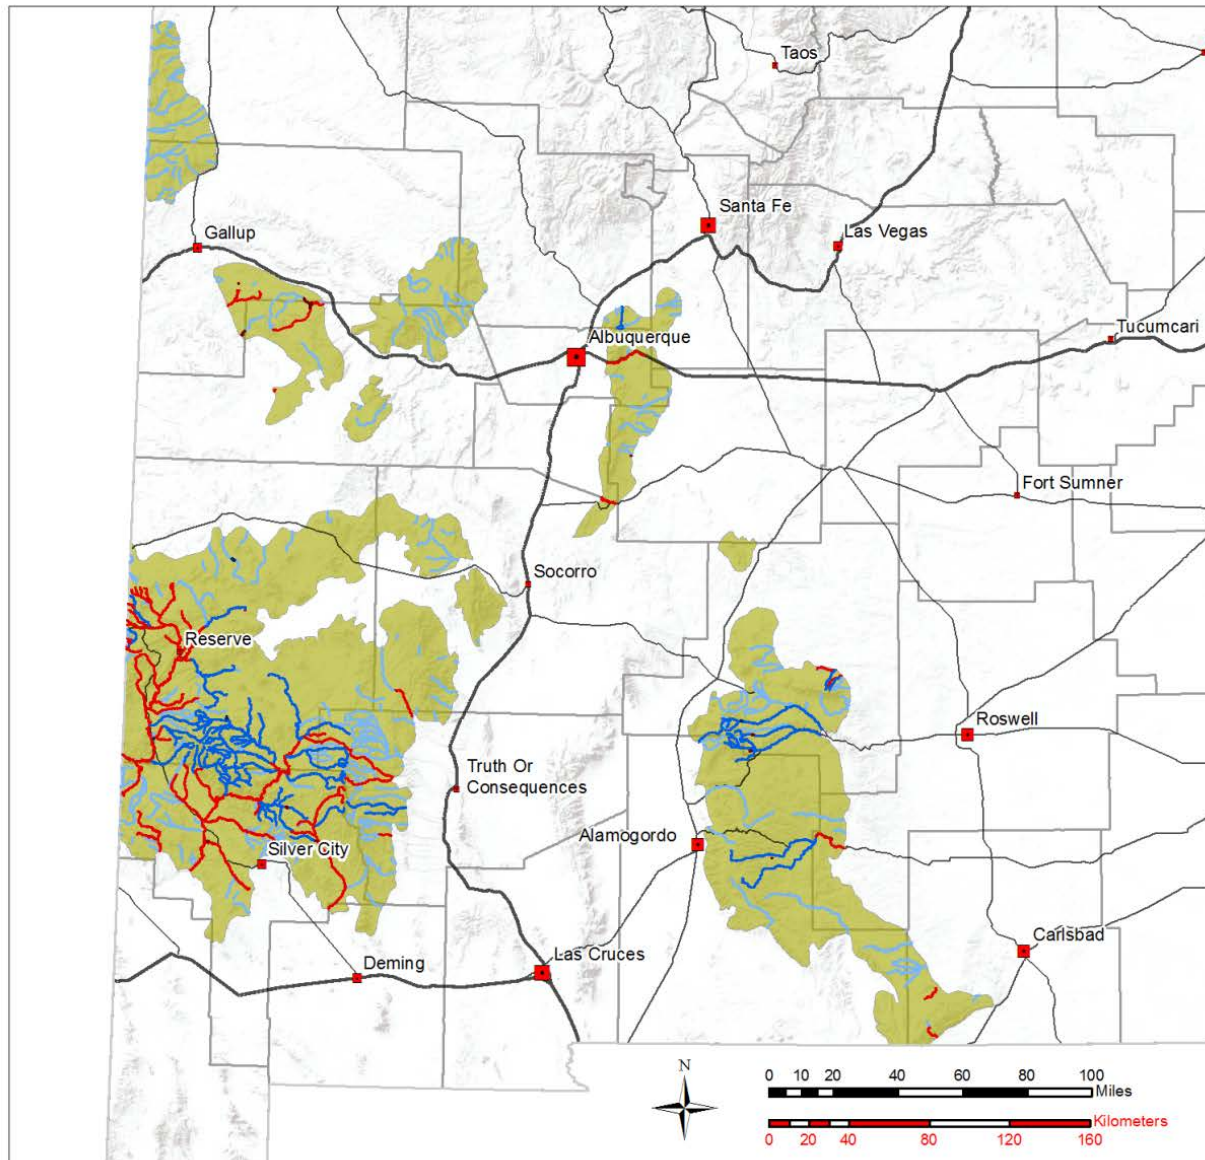 Taos
Santa Fe
Las Vegas
Gallup
Tucumcari
Albuquerque
Fort Sumner
Socorro
Reserve
Roswell
Truth Or
Consequences
Alamogordo
Silver City
Carlsbad
Las Cruces
Deming
N
0 10 20 40 60 80 100
Miles
Kilometers
0 20 40 80 120 160